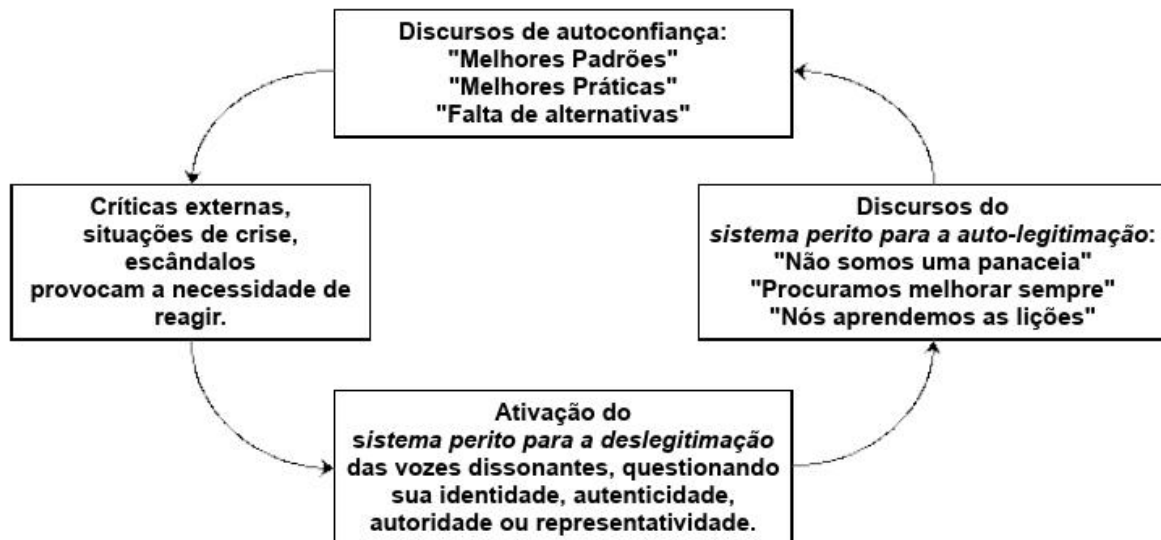 Discursos de autoconfiança:
"Melhores Padrões"
"Melhores Práticas"
"Falta de alternativas"
Críticas externas,
situações de crise,
escândalos
provocam a necessidade de
reagir.
Discursos do
sistema perito para a auto-legitimação:
"Não somos uma panaceia"
"Procuramos melhorar sempre"
"Nós aprendemos as lições"
Ativação do
sistema perito para a deslegitimação
das vozes dissonantes, questionando
sua identidade, autenticidade,
autoridade ou representatividade.